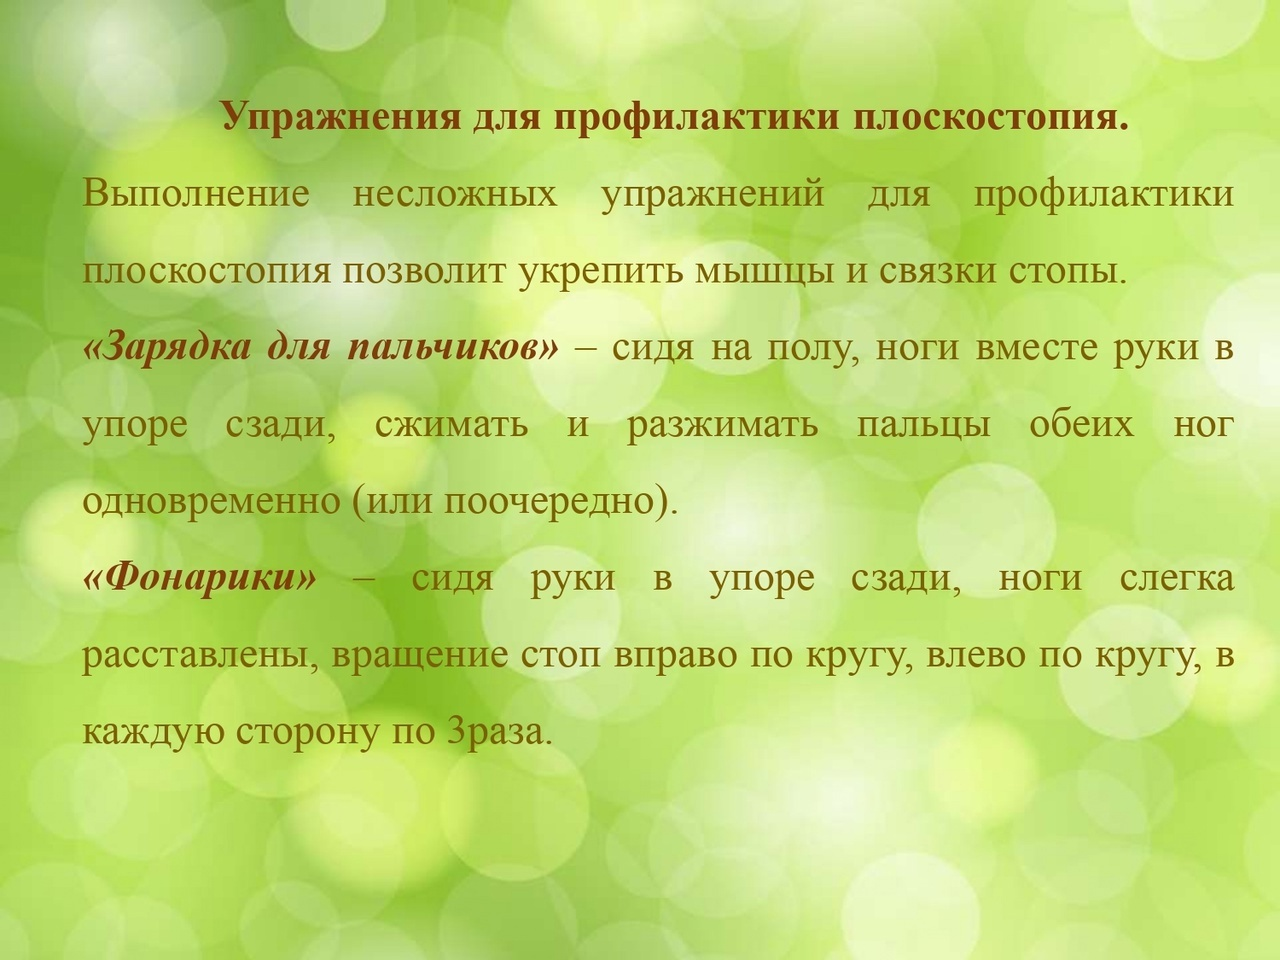 Упражнения для профилактики плоскостопия.
Выполнение несложных упражнений для профилактики
плоскостопия позволит укрепить мышцы и связки стопы.
«Зарядка для пальчиков» – сидя на полу, ноги вместе руки в
упоре сзади, сжимать и разжимать пальцы обеих ног
одновременно (или поочередно).
«Фонарики» – сидя руки в упоре сзади, ноги слегка
расставлены, вращение стоп вправо по кругу, влево по кругу, в
каждую сторону по 3раза.